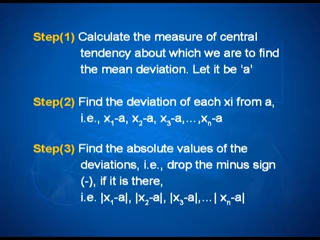 Step(1) Calculate the measure of central
tendency about which we are to find
the mean deviation. Let it be 'a'
Step(2) Find the deviation of each xi from a,
i.e., x₁-a, x₂-a, x₃-a,...,xₙ-a
Step(3) Find the absolute values of the
deviations, i.e., drop the minus sign
(-), if it is there,
i.e. |x₁-a|, |x₂-a|, |x₃-a|,...| xₙ-a|